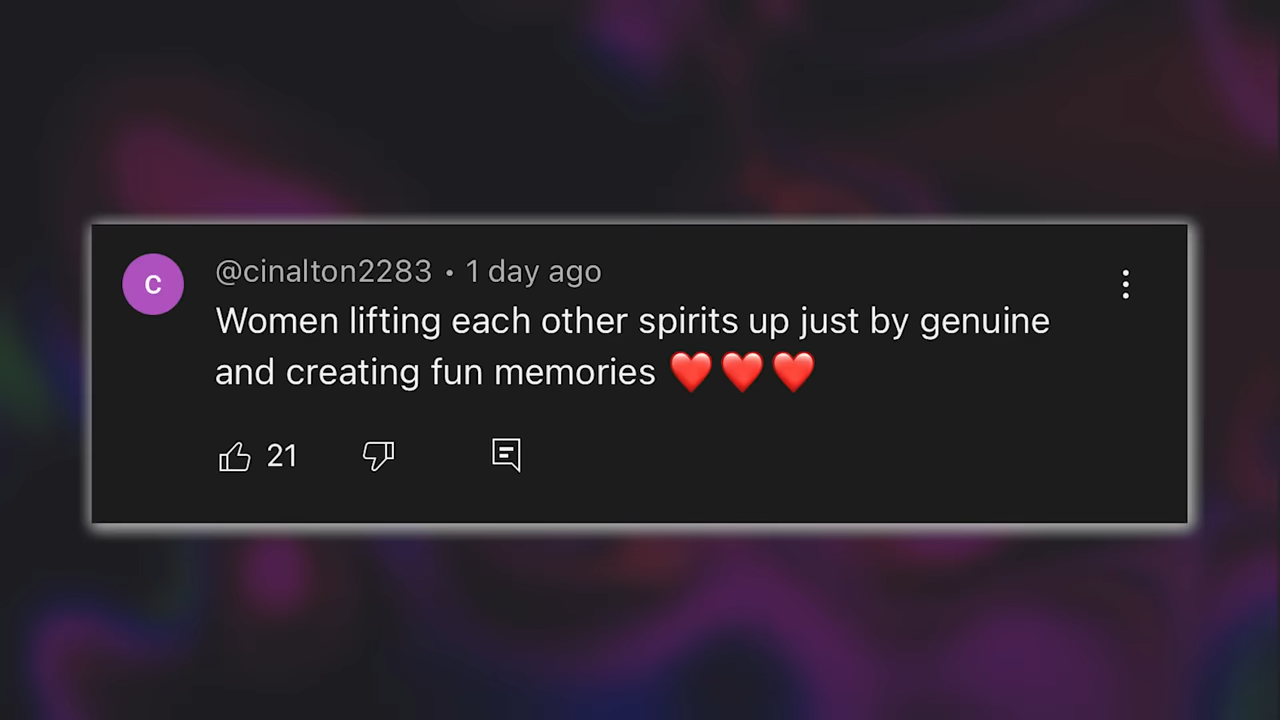 C
@cinalton2283 • 1 day ago
Women lifting each other spirits up just by genuine
and creating fun memories ❤️❤️❤️
21